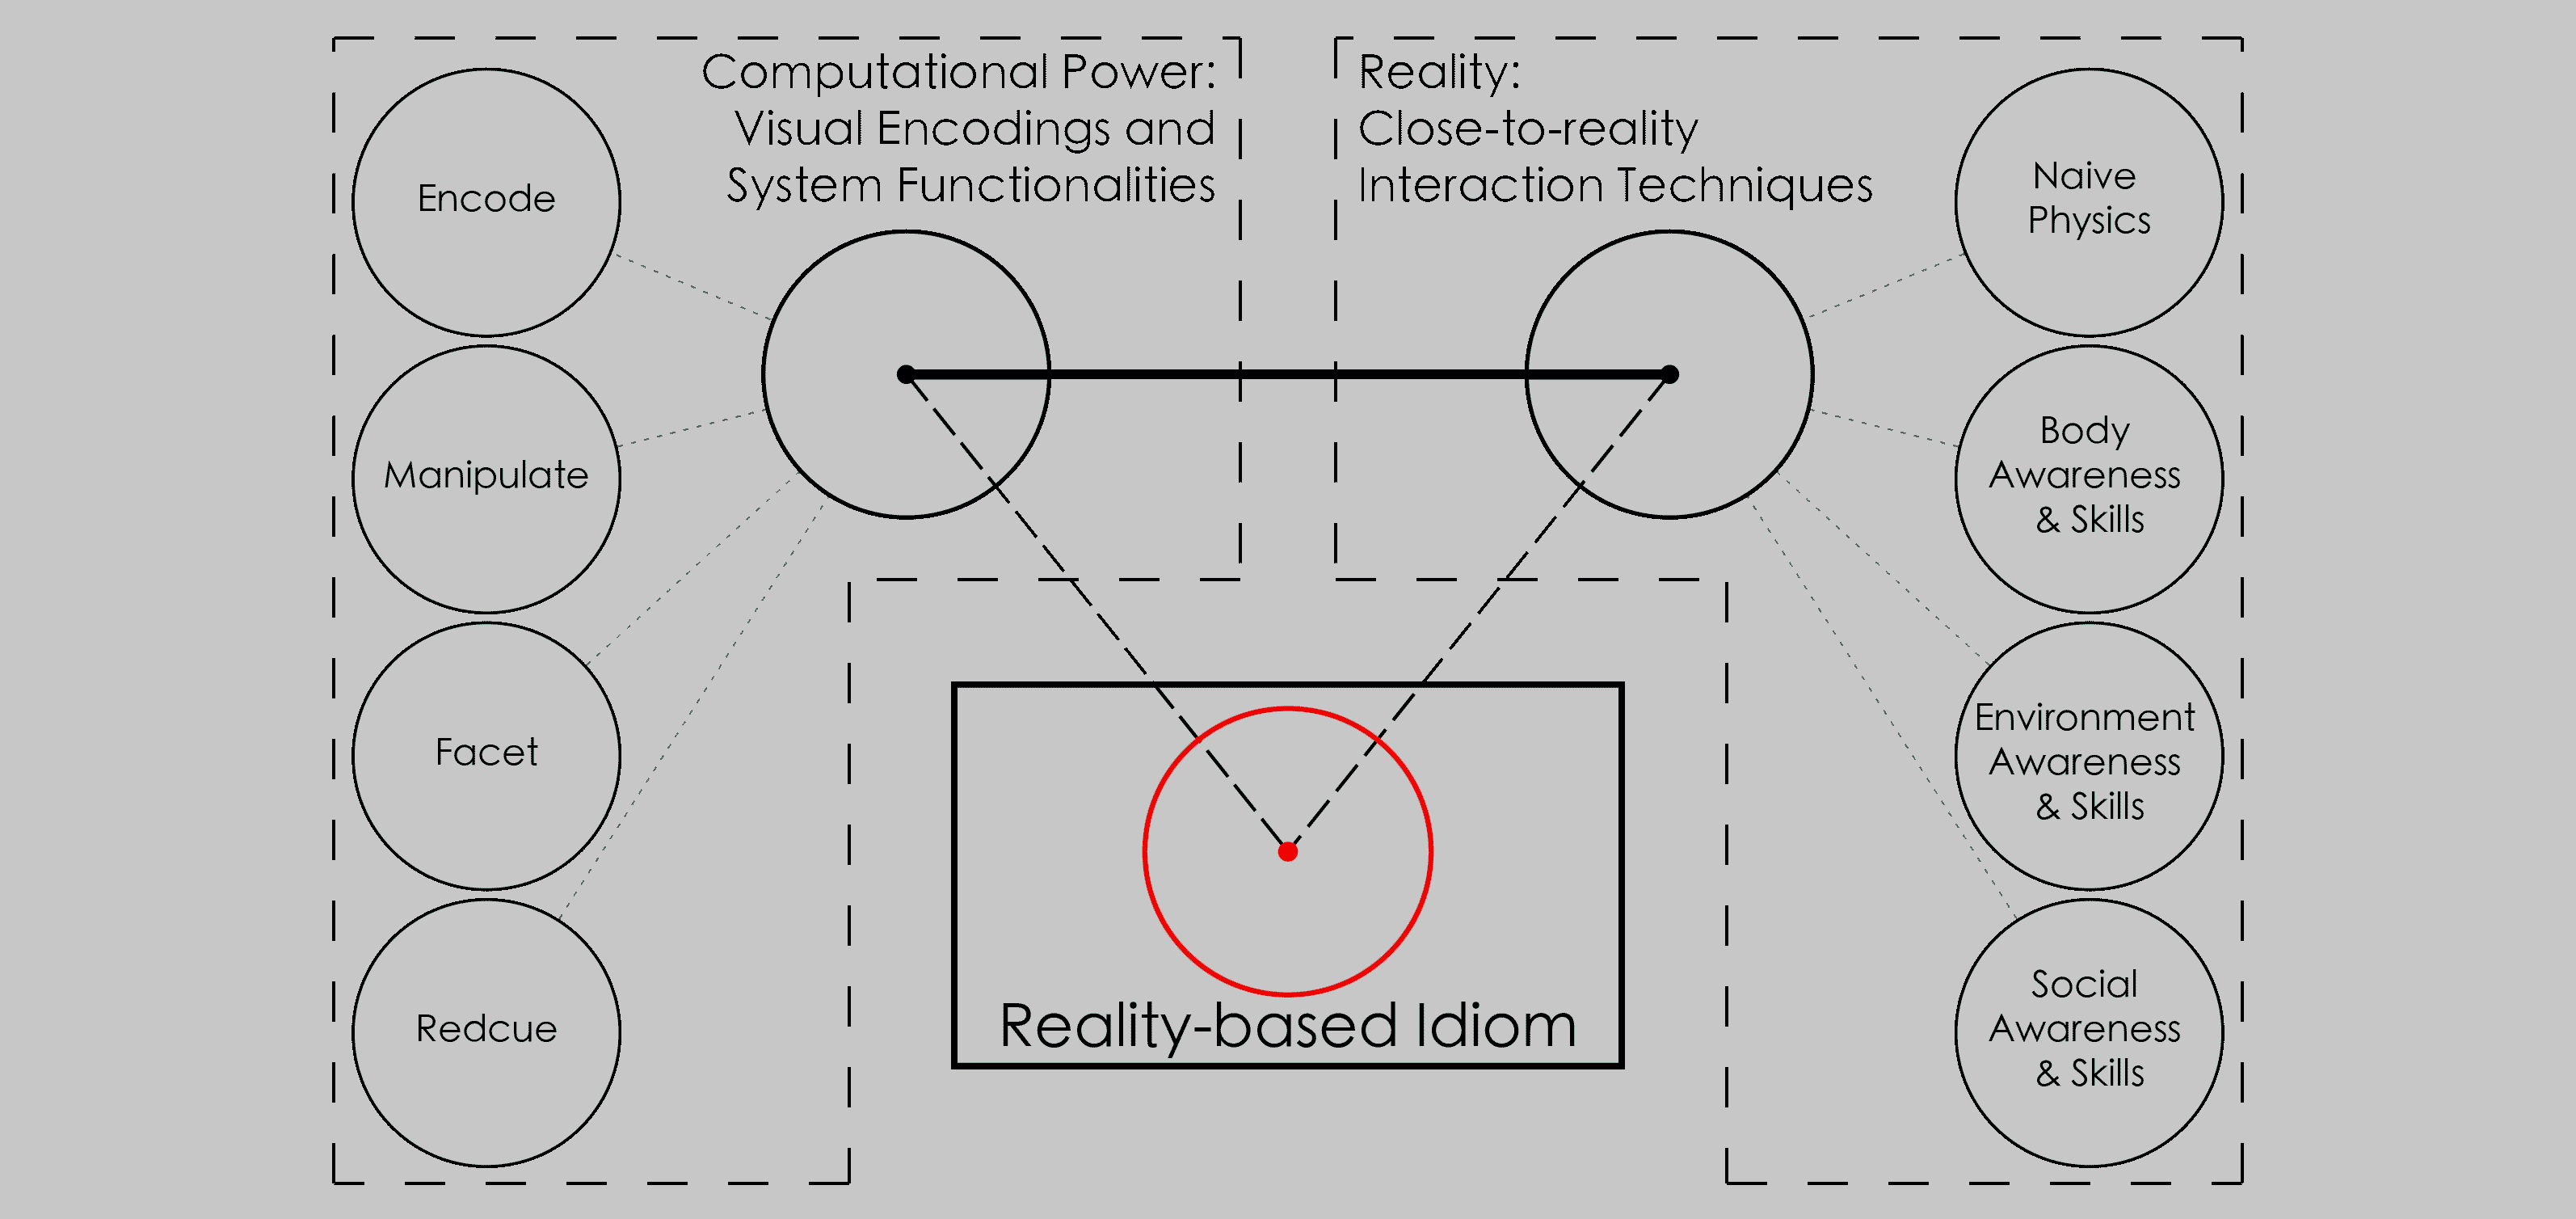 Computational Power:
Visual Encodings and
System Functionalities
Encode
Manipulate
Facet
Redcue
Reality:
Close-to-reality
Interaction Techniques
Naive
Physics
Body
Awareness
& Skills
Environment
Awareness
& Skills
Social
Awareness
& Skills
Reality-based Idiom